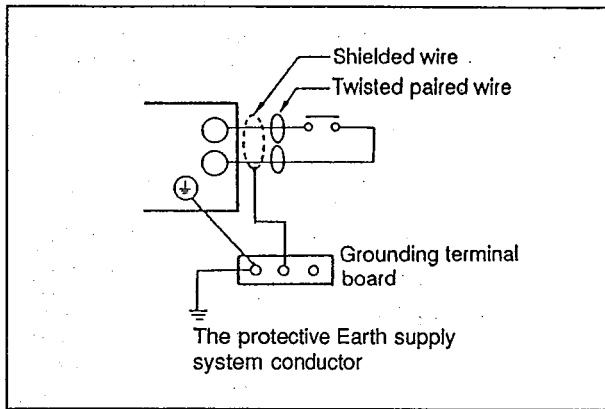 Shielded wire
Twisted paired wire
Grounding terminal
board
The protective Earth supply
system conductor